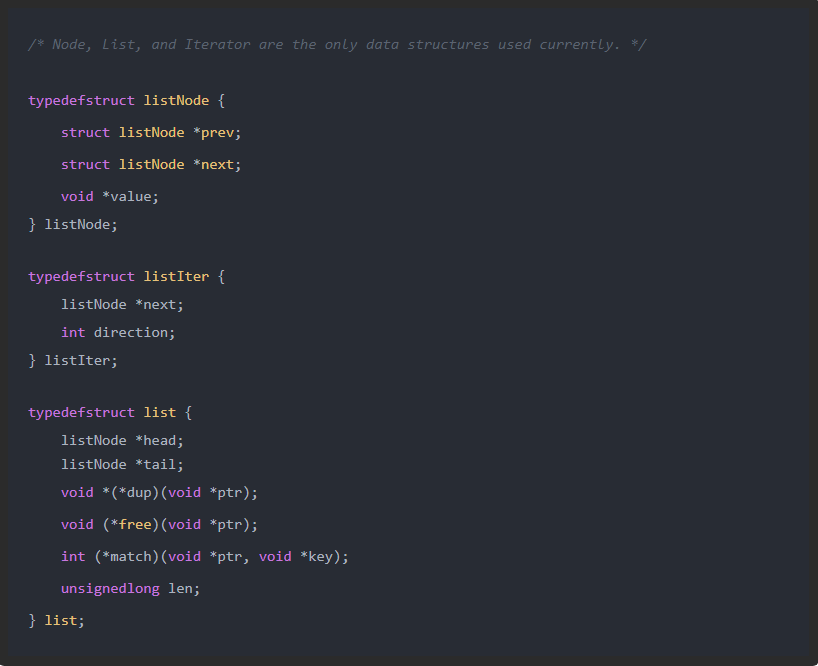 /* Node, List, and Iterator are the only data structures used currently. */
typedefstruct listNode {
struct listNode *prev;
struct listNode *next;
void *value;
} listNode;
typedefstruct listIter {
listNode *next;
int direction;
} listIter;
typedefstruct list {
listNode *head;
listNode *tail;
void *(*dup)(void *ptr);
void (*free)(void *ptr);
int (*match)(void *ptr, void *key);
unsignedlong len;
} list;